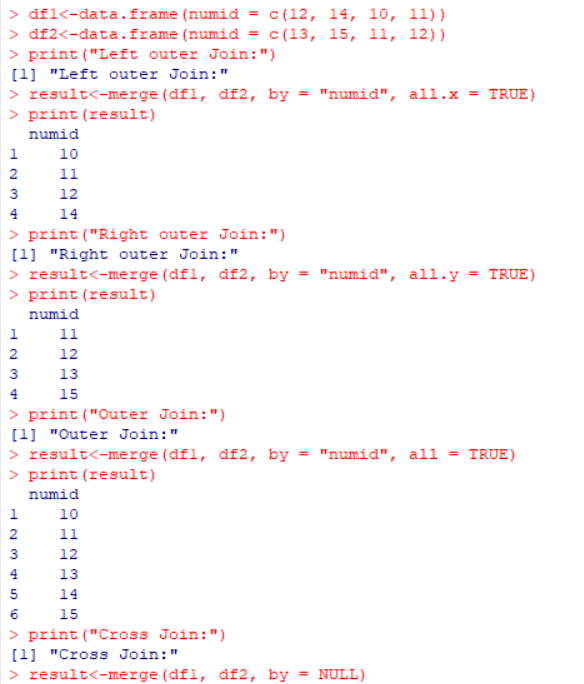 > df1<-data.frame(numid = c(12, 14, 10, 11))
> df2<-data.frame(numid = c(13, 15, 11, 12))
> print("Left outer Join:")
[1] "Left outer Join:"
> result<-merge(df1, df2, by = "numid", all.x = TRUE)
> print(result)
  numid
1    10
2    11
3    12
4    14
> print("Right outer Join:")
[1] "Right outer Join:"
> result<-merge(df1, df2, by = "numid", all.y = TRUE)
> print(result)
  numid
1    11
2    12
3    13
4    15
> print("Outer Join:")
[1] "Outer Join:"
> result<-merge(df1, df2, by = "numid", all = TRUE)
> print(result)
  numid
1    10
2    11
3    12
4    13
5    14
6    15
> print("Cross Join:")
[1] "Cross Join:"
> result<-merge(df1, df2, by = NULL)